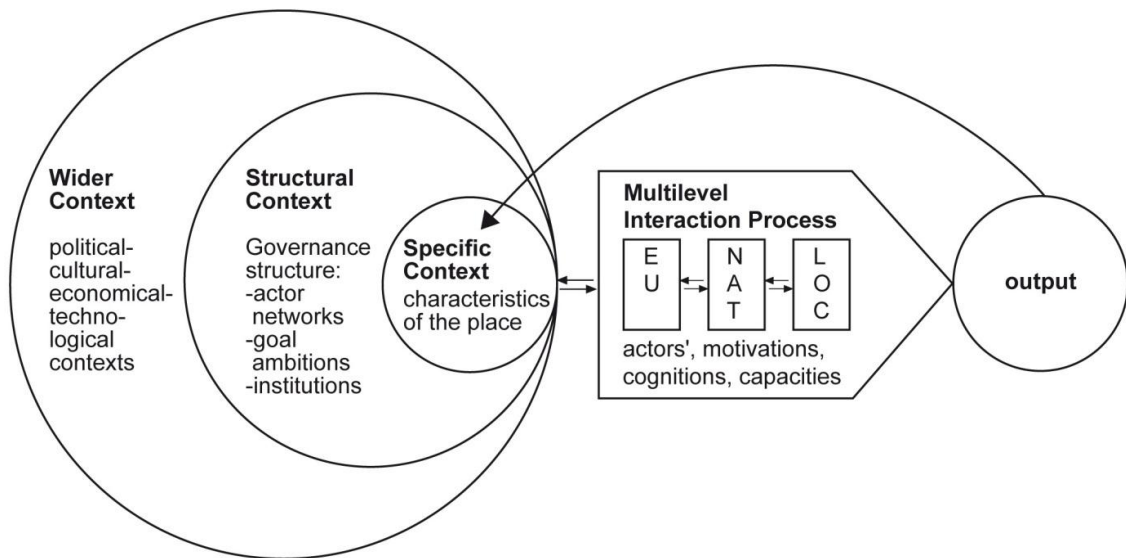 Wider
Context
political-
cultural-
economical-
techno-
logical
contexts
Structural
Context
Governance
structure:
-actor
networks
-goal
ambitions
-institutions
Specific
Context
characteristics
of the place
Multilevel
Interaction Process
E
U
N
A
T
L
O
C
actors', motivations,
cognitions, capacities
output